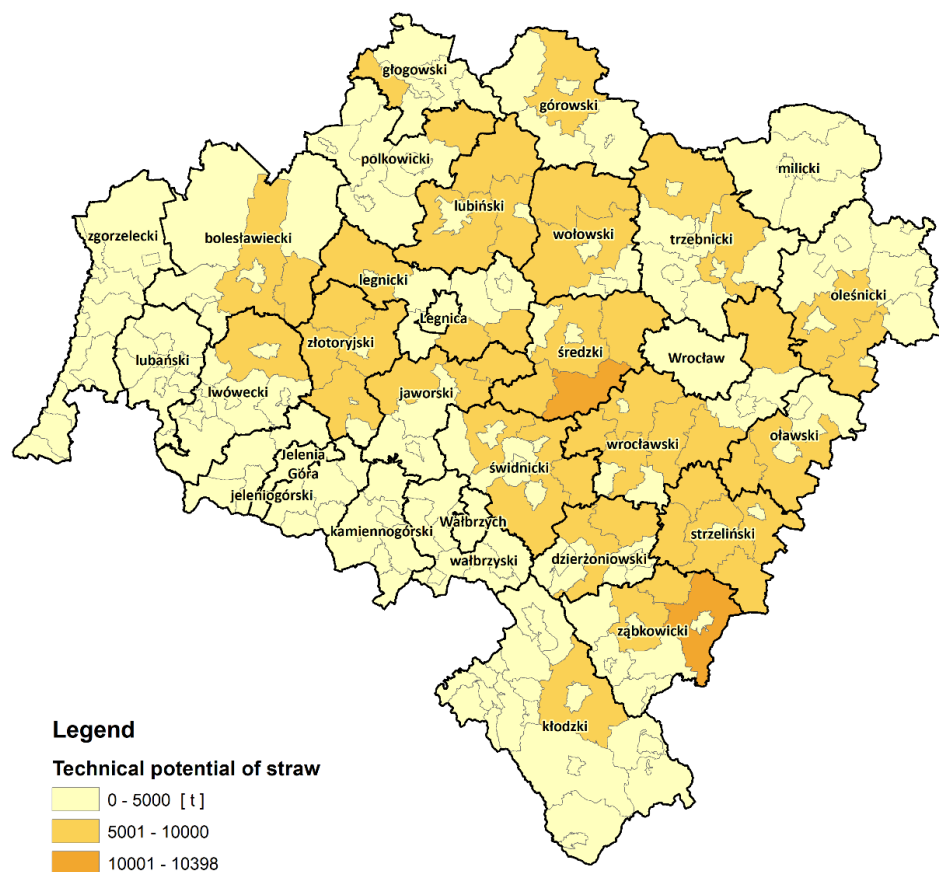 głogowski
górowski
polkowicki
milicki
lubiński
zgorzelecki
bolesławiecki
wołowski
trzebnicki
legnicki
oleśnicki
Legnica
złotoryjski
średzki
Wrocław
lubański
lwówecki
jaworski
wrocławski
oławski
Jelenia
Góra
świdnicki
jeleniogórski
Wałbrzych
kamiennogórski
strzeliński
wałbrzyski
dzierżoniowski
ząbkowicki
kłodzki
Legend
Technical potential of straw
0 - 5000 [ t ]
5001 - 10000
10001 - 10398